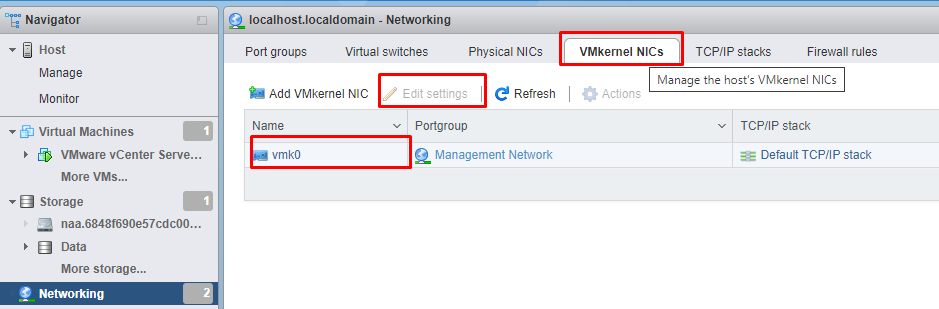 Navigator
Host
Manage
Monitor
Virtual Machines 1
VMware vCenter Serve...
More VMs...
Storage 1
naa.6848f690e57cdc00...
Data
More storage...
Networking 2
localhost.localdomain - Networking
Port groups Virtual switches Physical NICs VMkernel NICs TCP/IP stacks Firewall rules
Manage the host's VMkernel NICs
Add VMkernel NIC Edit settings Refresh Actions
Name Portgroup TCP/IP stack
vmk0 Management Network Default TCP/IP stack